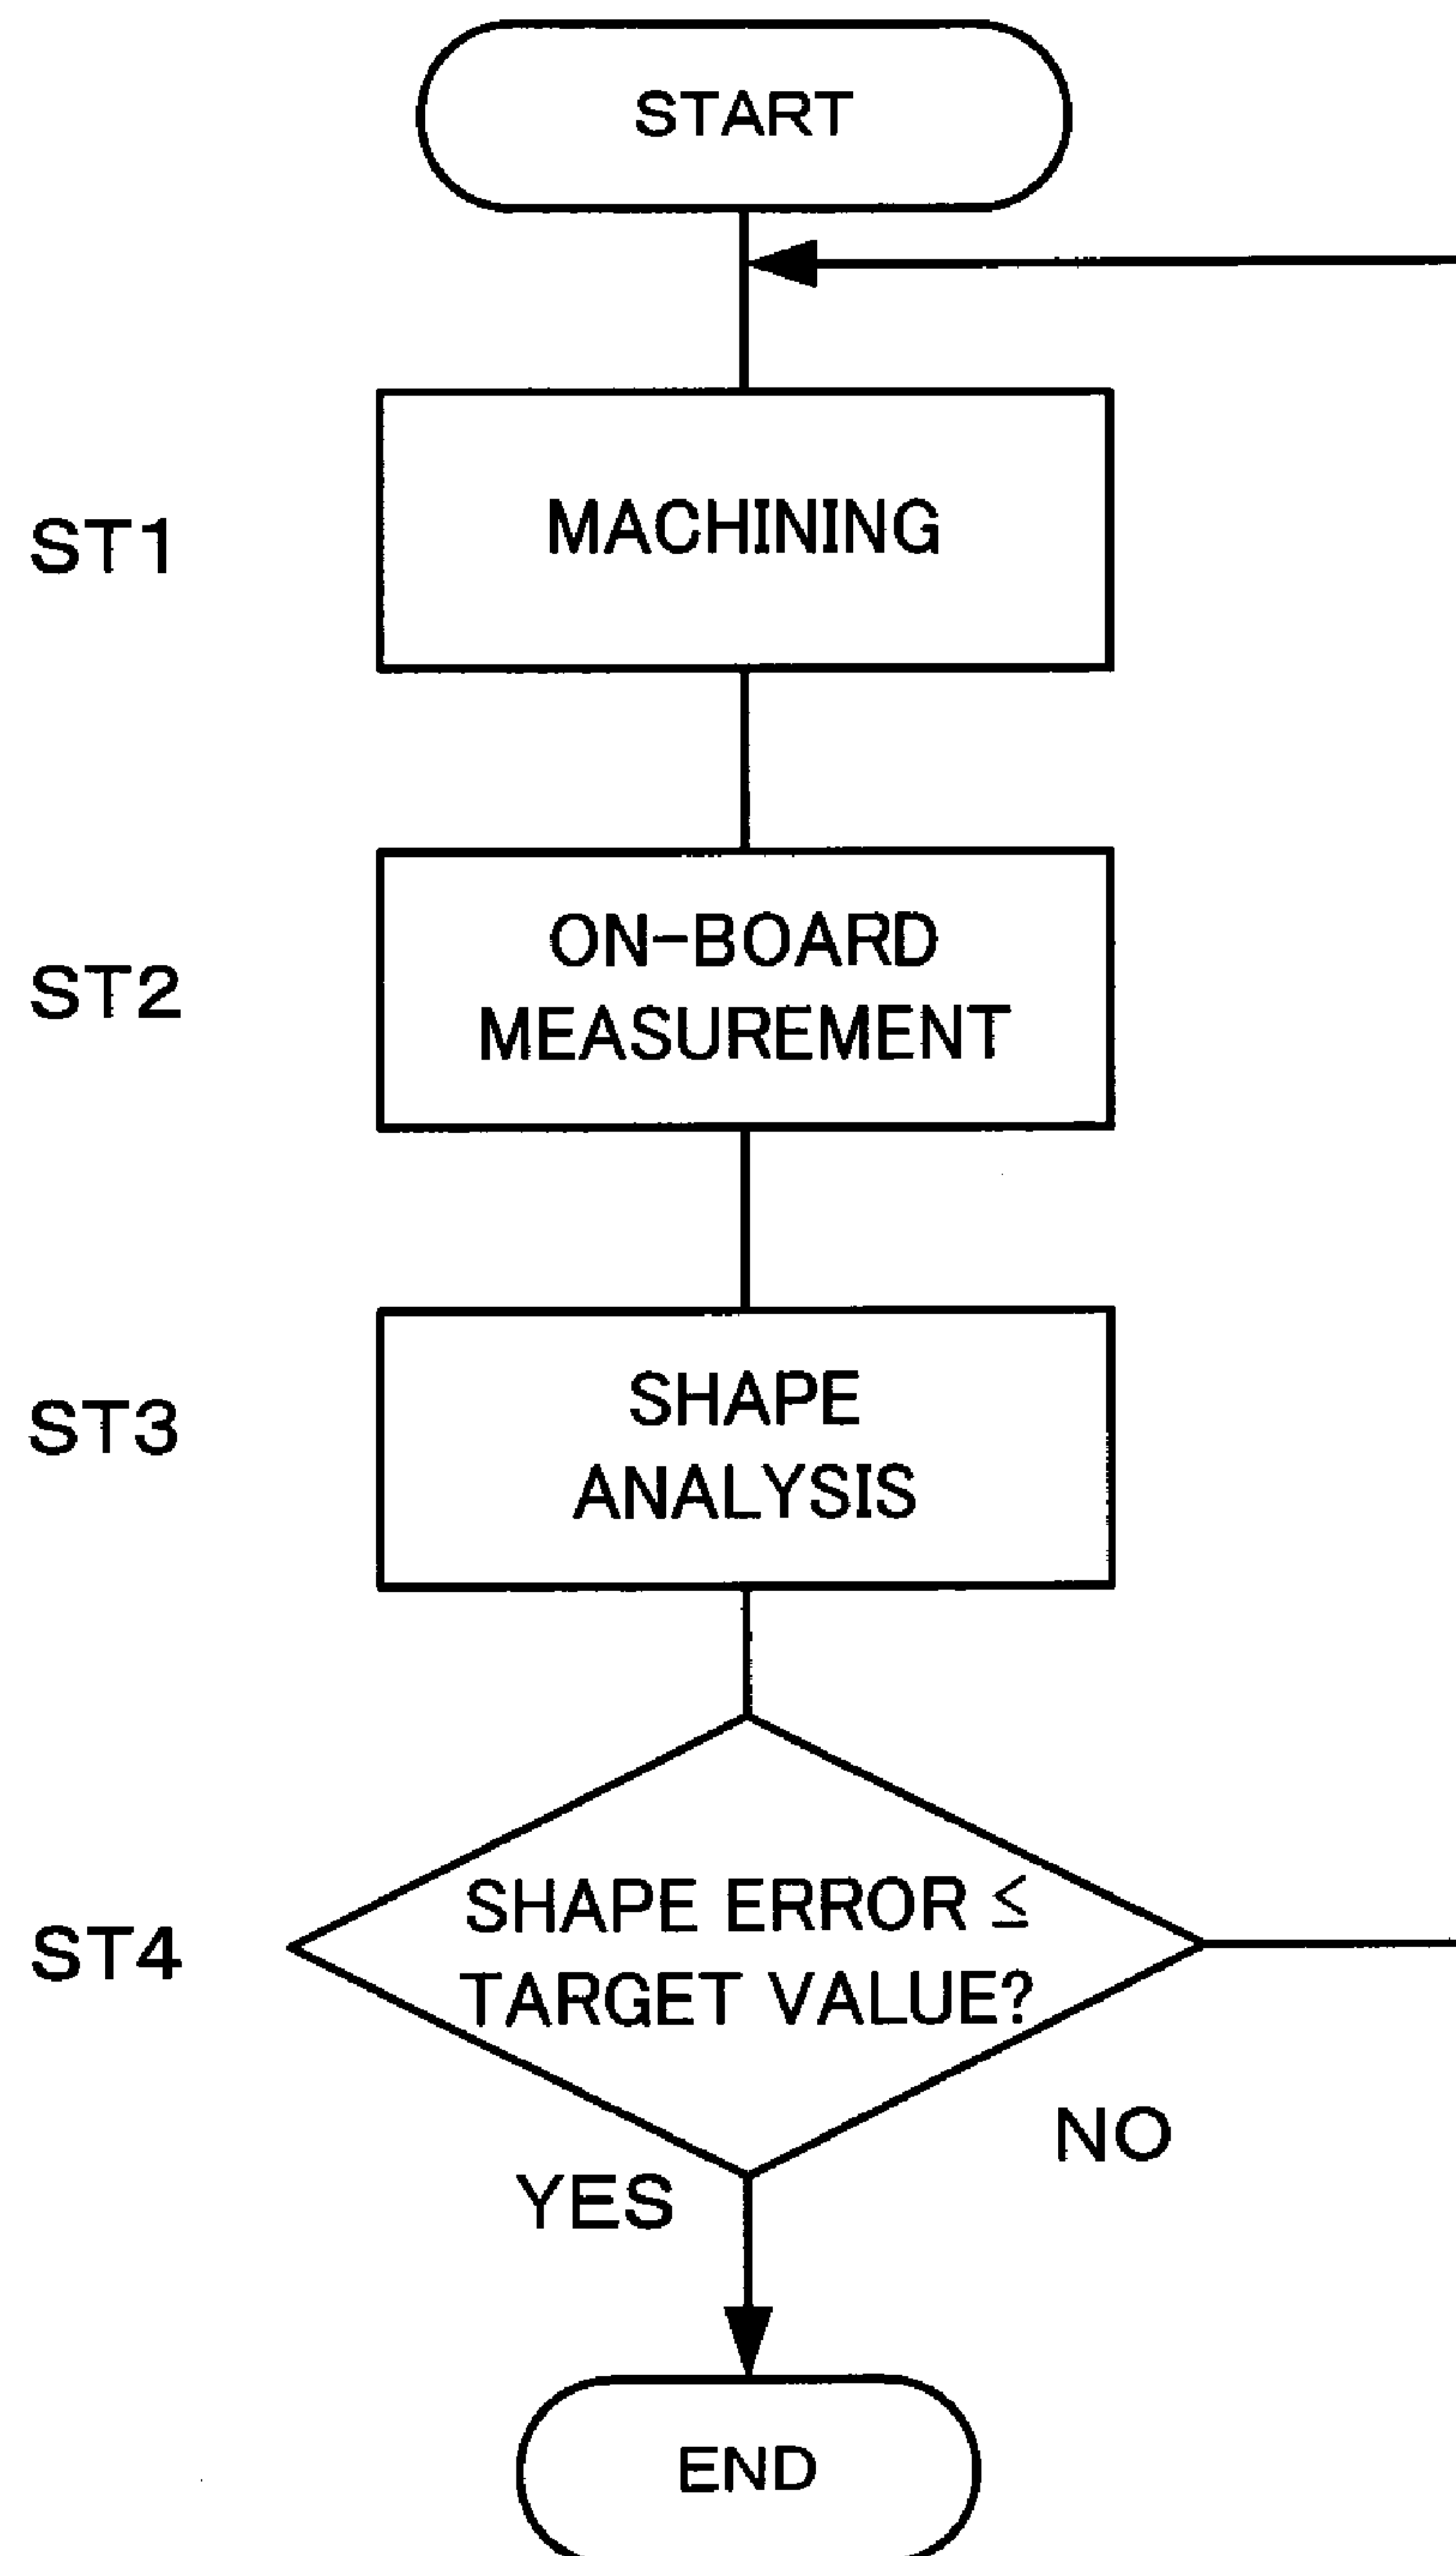 START
ST1
MACHINING
ST2
ON-BOARD
MEASUREMENT
ST3
SHAPE
ANALYSIS
ST4
SHAPE ERROR ≤
TARGET VALUE?
NO
YES
END